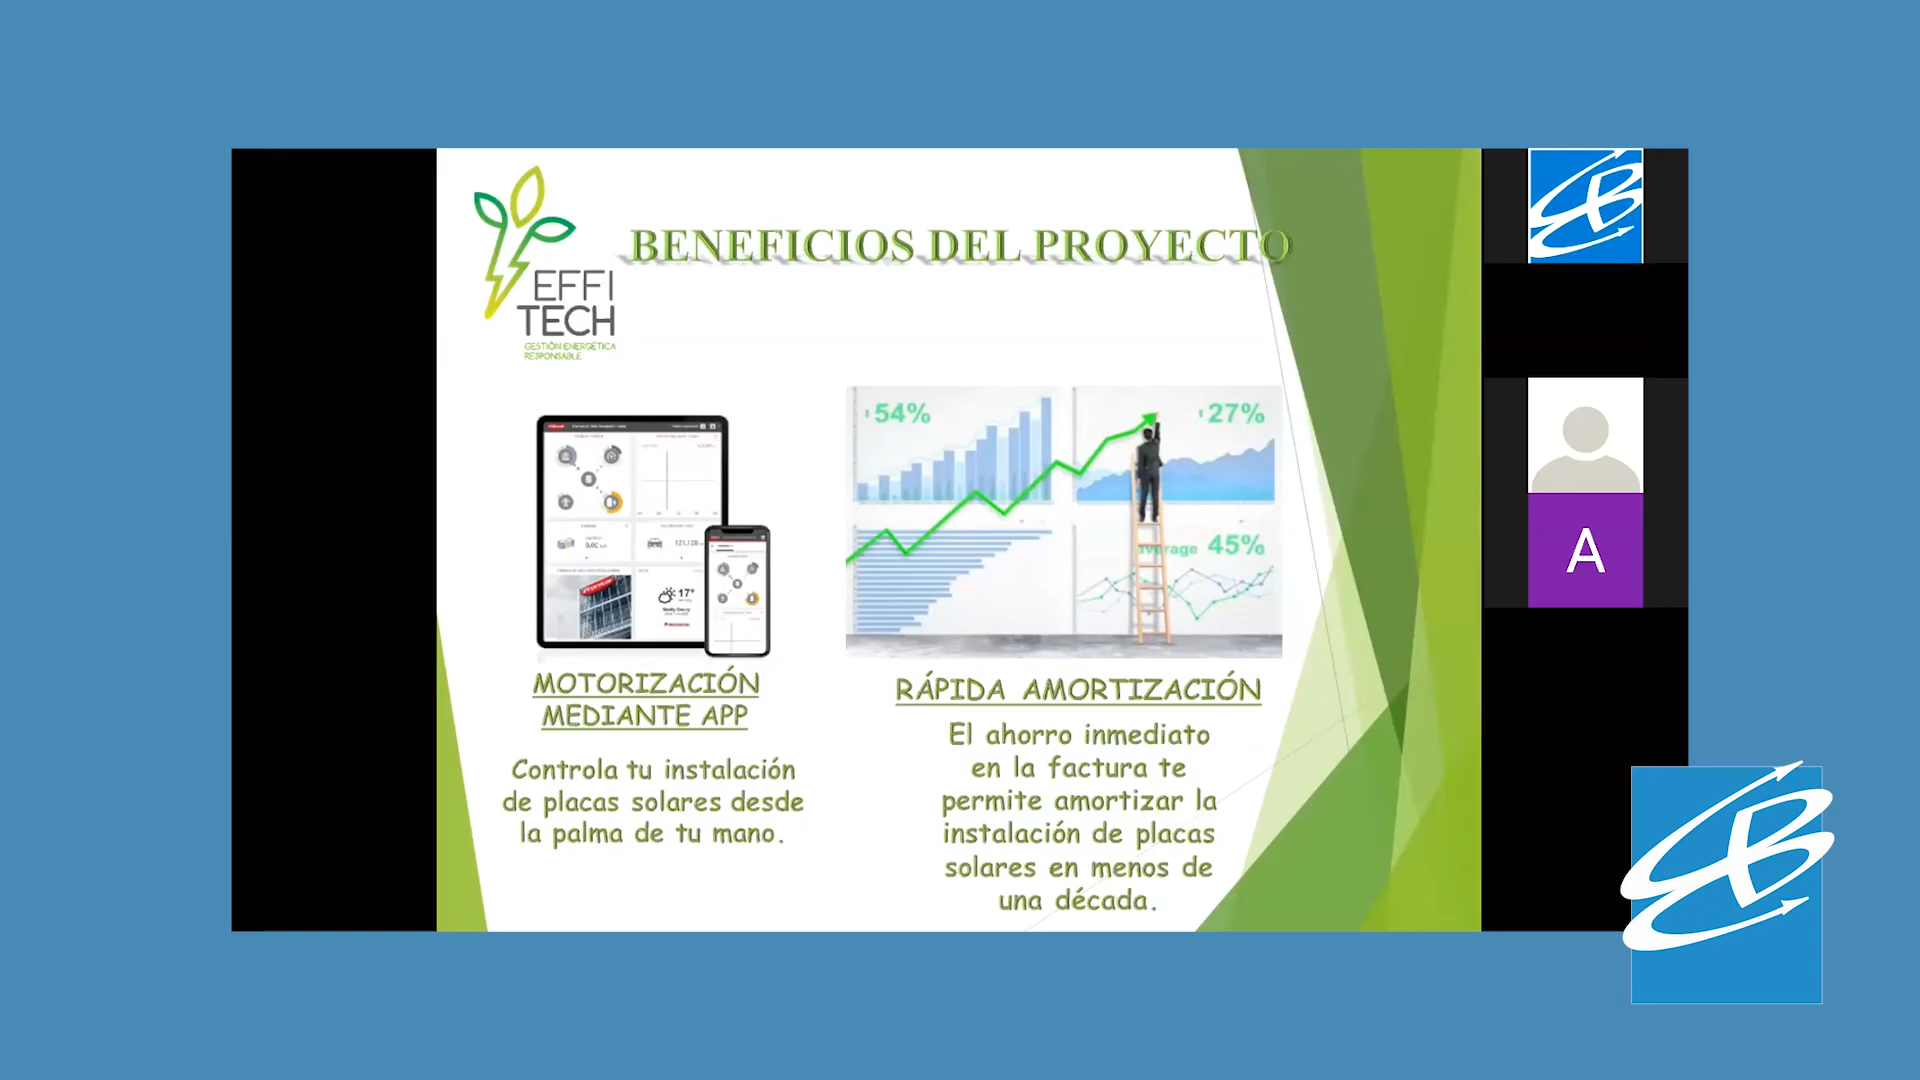 BENEFICIOS DEL PROYECTO
EFFI
TECH
GESTIÓN ENERGÉTICA
RESPONSABLE
54%
27%
average 45%
17°
MOTORIZACIÓN
MEDIANTE APP
Controla tu instalación
de placas solares desde
la palma de tu mano.
RÁPIDA AMORTIZACIÓN
El ahorro inmediato
en la factura te
permite amortizar la
instalación de placas
solares en menos de
una década.
A